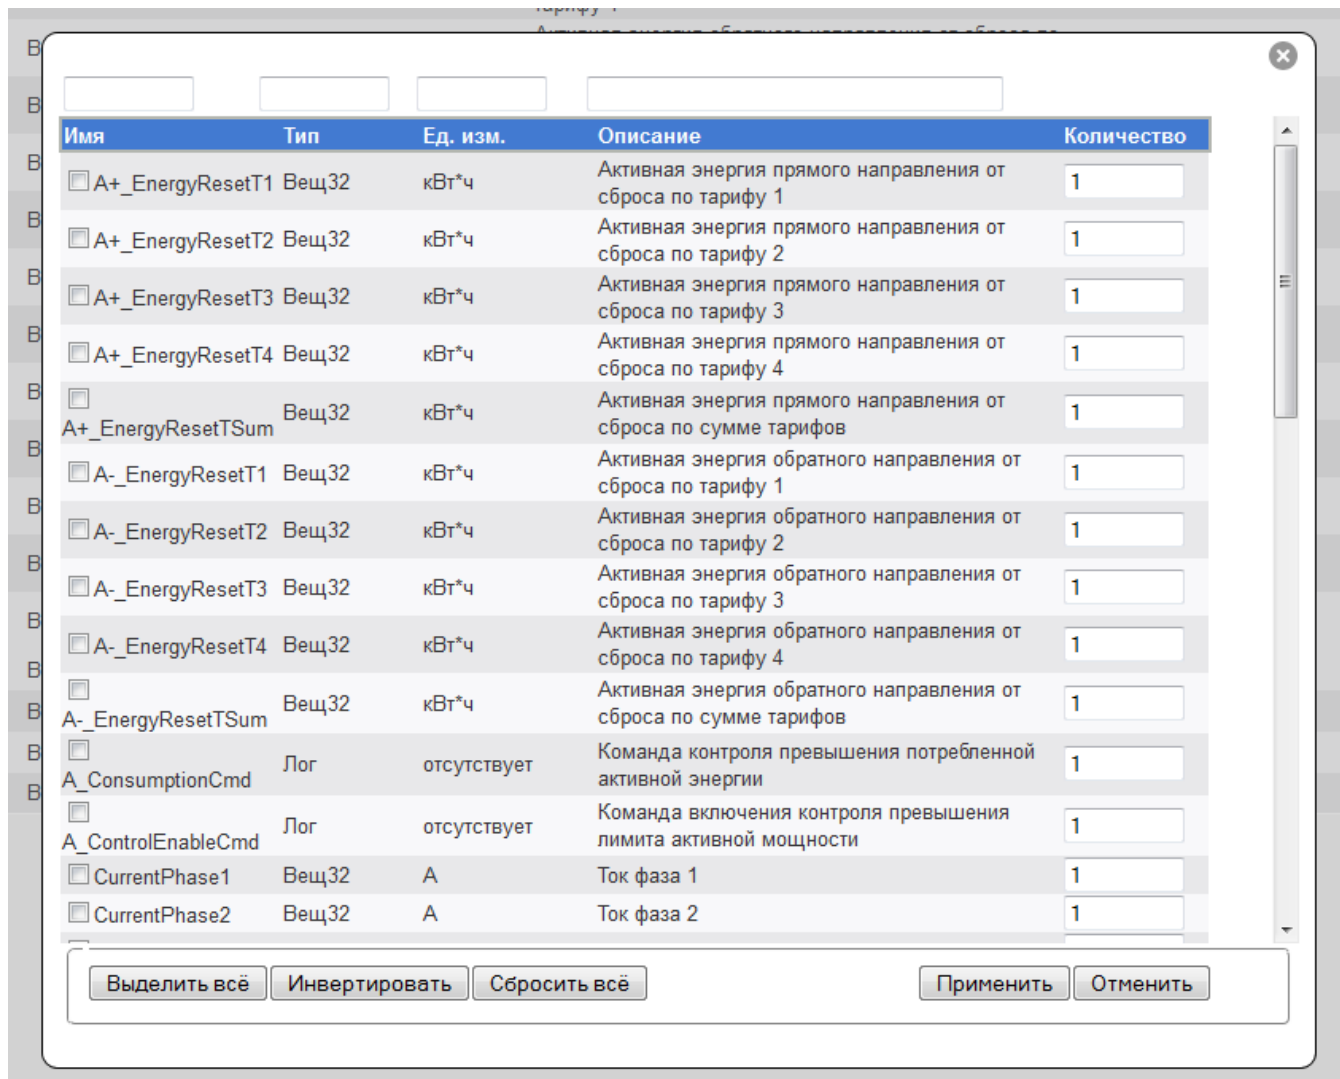 Имя Тип Ед. изм. Описание Количество
A+_EnergyResetT1 Вещ32 кВт*ч Активная энергия прямого направления от 1
сброса по тарифу 1
A+_EnergyResetT2 Вещ32 кВт*ч Активная энергия прямого направления от 1
сброса по тарифу 2
A+_EnergyResetT3 Вещ32 кВт*ч Активная энергия прямого направления от 1
сброса по тарифу 3
A+_EnergyResetT4 Вещ32 кВт*ч Активная энергия прямого направления от 1
сброса по тарифу 4
A+_EnergyResetTSum Вещ32 кВт*ч Активная энергия прямого направления от 1
сброса по сумме тарифов
A-_EnergyResetT1 Вещ32 кВт*ч Активная энергия обратного направления от 1
сброса по тарифу 1
A-_EnergyResetT2 Вещ32 кВт*ч Активная энергия обратного направления от 1
сброса по тарифу 2
A-_EnergyResetT3 Вещ32 кВт*ч Активная энергия обратного направления от 1
сброса по тарифу 3
A-_EnergyResetT4 Вещ32 кВт*ч Активная энергия обратного направления от 1
сброса по тарифу 4
A-_EnergyResetTSum Вещ32 кВт*ч Активная энергия обратного направления от 1
сброса по сумме тарифов
A_ConsumptionCmd Лог отсутствует Команда контроля превышения потребленной 1
активной энергии
A_ControlEnableCmd Лог отсутствует Команда включения контроля превышения 1
лимита активной мощности
CurrentPhase1 Вещ32 А Ток фаза 1 1
CurrentPhase2 Вещ32 А Ток фаза 2 1
Выделить всё Инвертировать Сбросить всё Применить Отменить